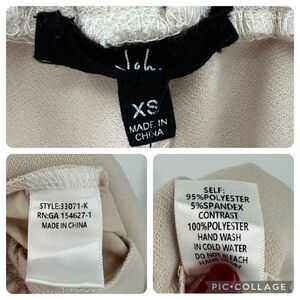 XS
MADE IN
CHINA
STYLE:33071-K
RN:GA 154627-1
MADE IN CHINA
SELF:
95%POLYESTER
5%SPANDEX
CONTRAST
100%POLYESTER
HAND WASH
IN COLD WATER
DO NOT BLEACH
HANG
PIC•COLLAGE